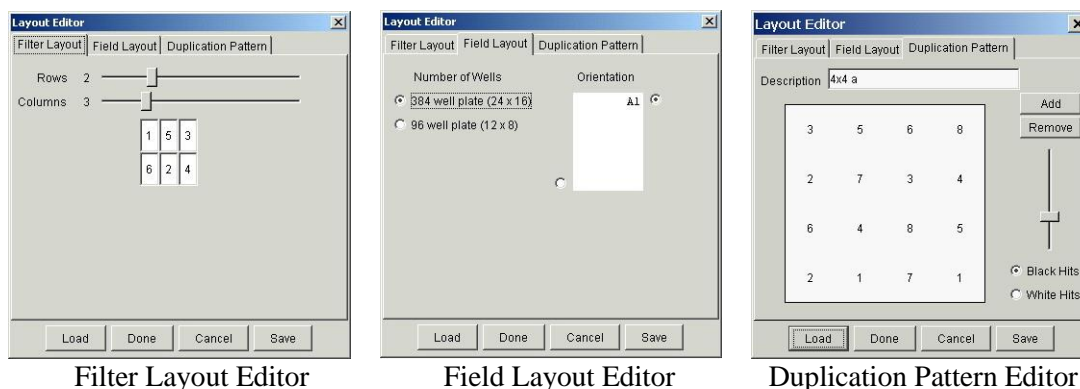 Layout Editor
Filter Layout Field Layout Duplication Pattern
Rows 2
Columns 3
1 5 3
6 2 4
Load Done Cancel Save
Filter Layout Editor
Layout Editor
Filter Layout Field Layout Duplication Pattern
Number of Wells Orientation
384 well plate (24 x 16) A1
96 well plate (12 x 8)
Load Done Cancel Save
Field Layout Editor
Layout Editor
Filter Layout Field Layout Duplication Pattern
Description 4x4 a
Add
Remove
3 5 6 8
2 7 3 4
6 4 8 5
2 1 7 1
Black Hits
White Hits
Load Done Cancel Save
Duplication Pattern Editor